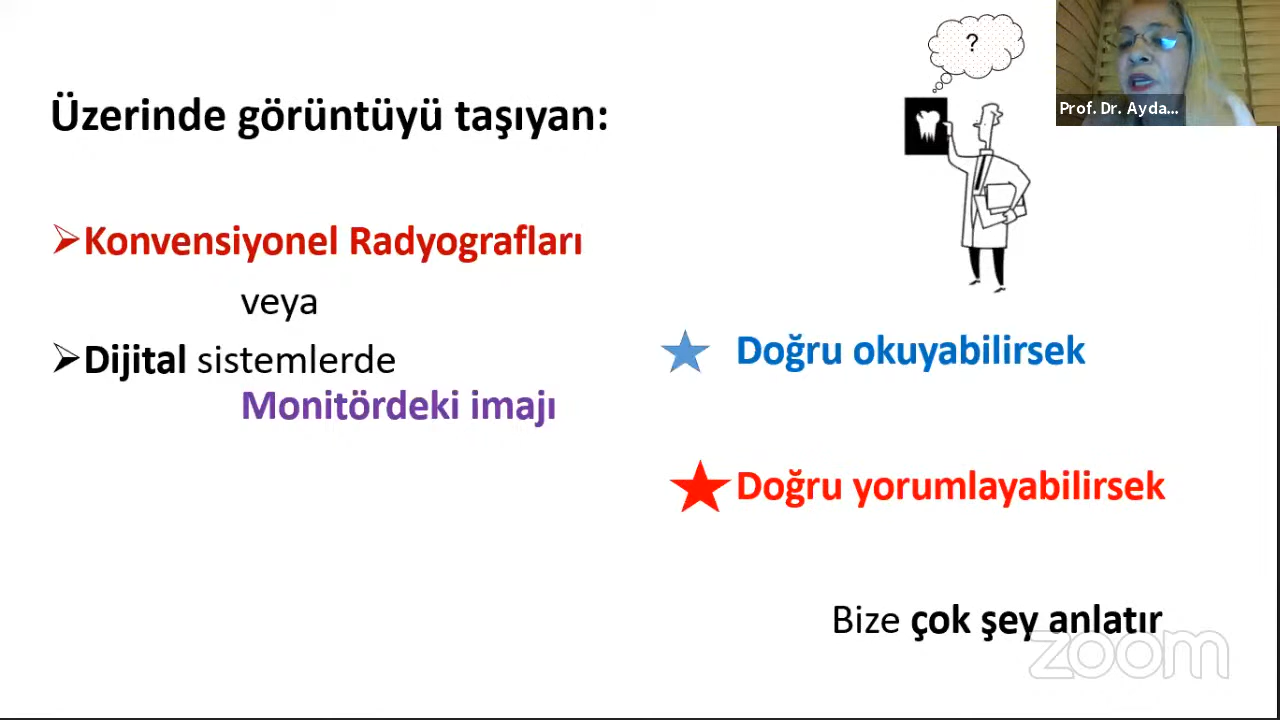 ?
Prof. Dr. Ayda...
Üzerinde görüntüyü taşıyan:
Konvensiyonel Radyografları
veya
Dijital sistemlerde
Monitördeki imajı
Doğru okuyabilirsek
Doğru yorumlayabilirsek
Bize çok şey anlatır
zoom